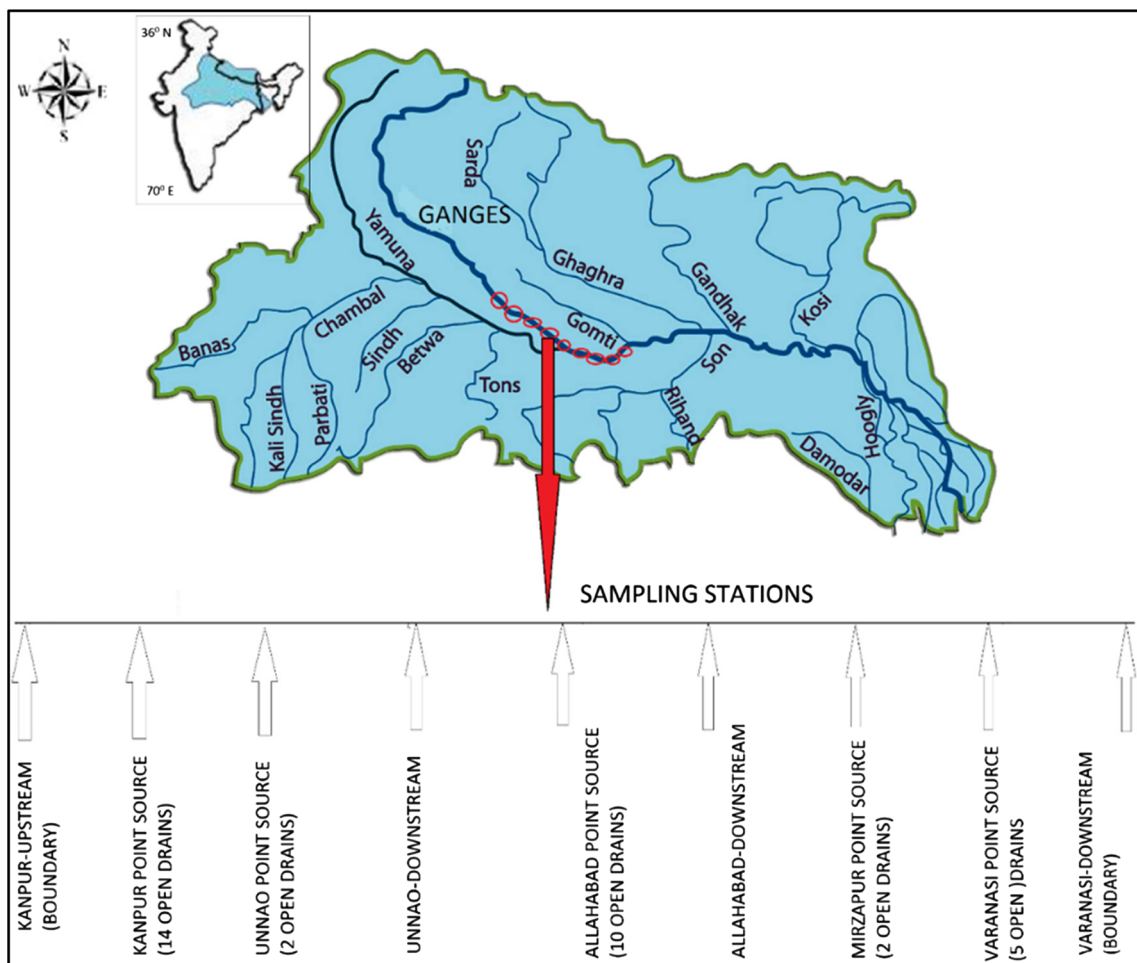 36° N
N
W
E
S
70° E
Sarda
GANGES
Yamuna
Ghaghra
Gandhak
Kosi
Chambal
Gomti
Banas
Sindh
Betwa
Son
Tons
Kali Sindh
Parbati
Rihand
Hoogly
Damodar
SAMPLING STATIONS
KANPUR-UPSTREAM
(BOUNDARY)
KANPUR POINT SOURCE
(14 OPEN DRAINS)
UNNAO POINT SOURCE
(2 OPEN DRAINS)
UNNAO-DOWNSTREAM
ALLAHABAD POINT SOURCE
(10 OPEN DRAINS)
ALLAHABAD-DOWNSTREAM
MIRZAPUR POINT SOURCE
(2 OPEN DRAINS)
VARANASI POINT SOURCE
(5 OPEN )DRAINS
VARANASI-DOWNSTREAM
(BOUNDARY)